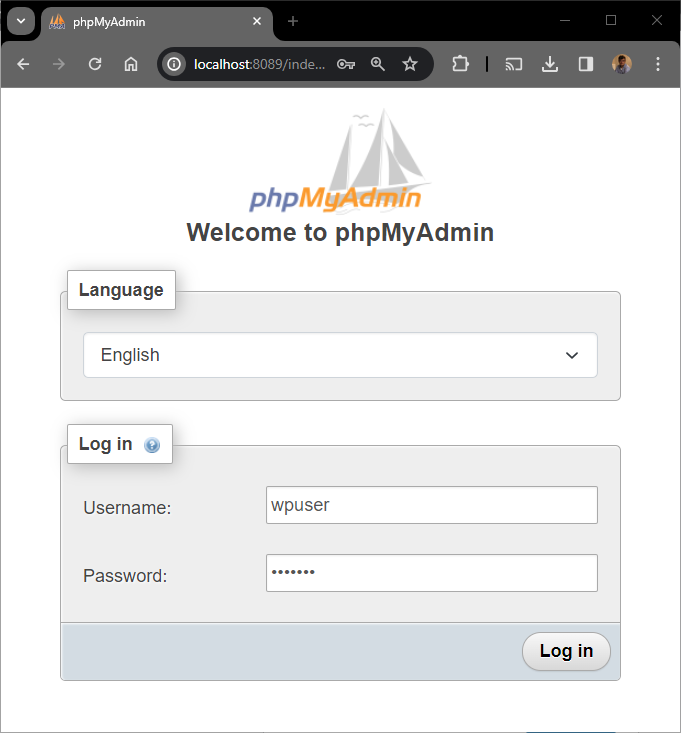 phpMyAdmin
localhost:8089/inde...
phpMyAdmin
Welcome to phpMyAdmin
Language
English
Log in
Username:
wpuser
Password:
•••••••
Log in